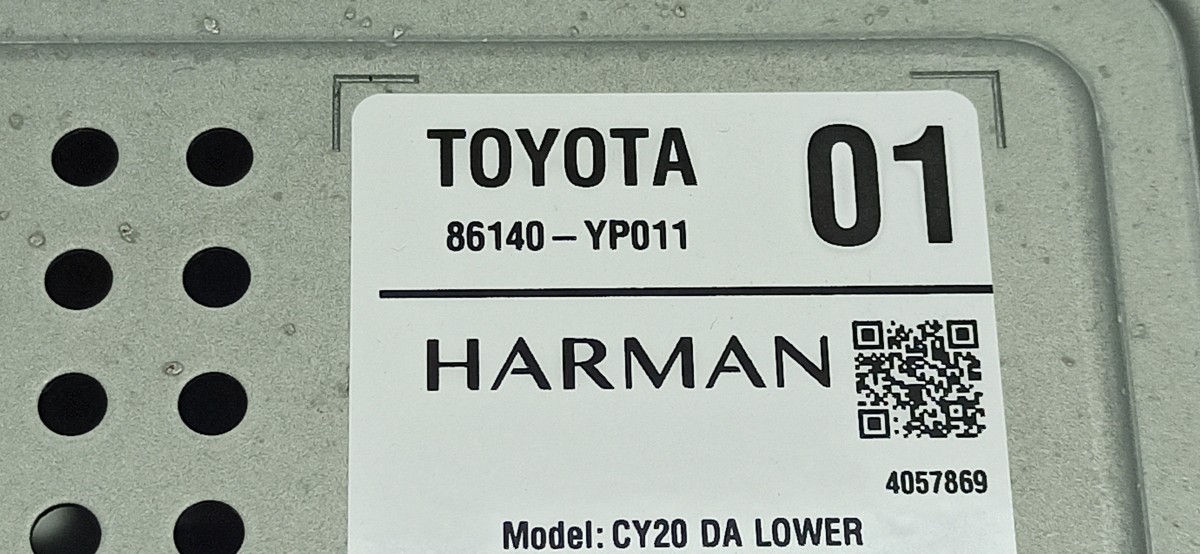 TOYOTA 01
86140-YP011
HARMAN
4057869
Model: CY20 DA LOWER